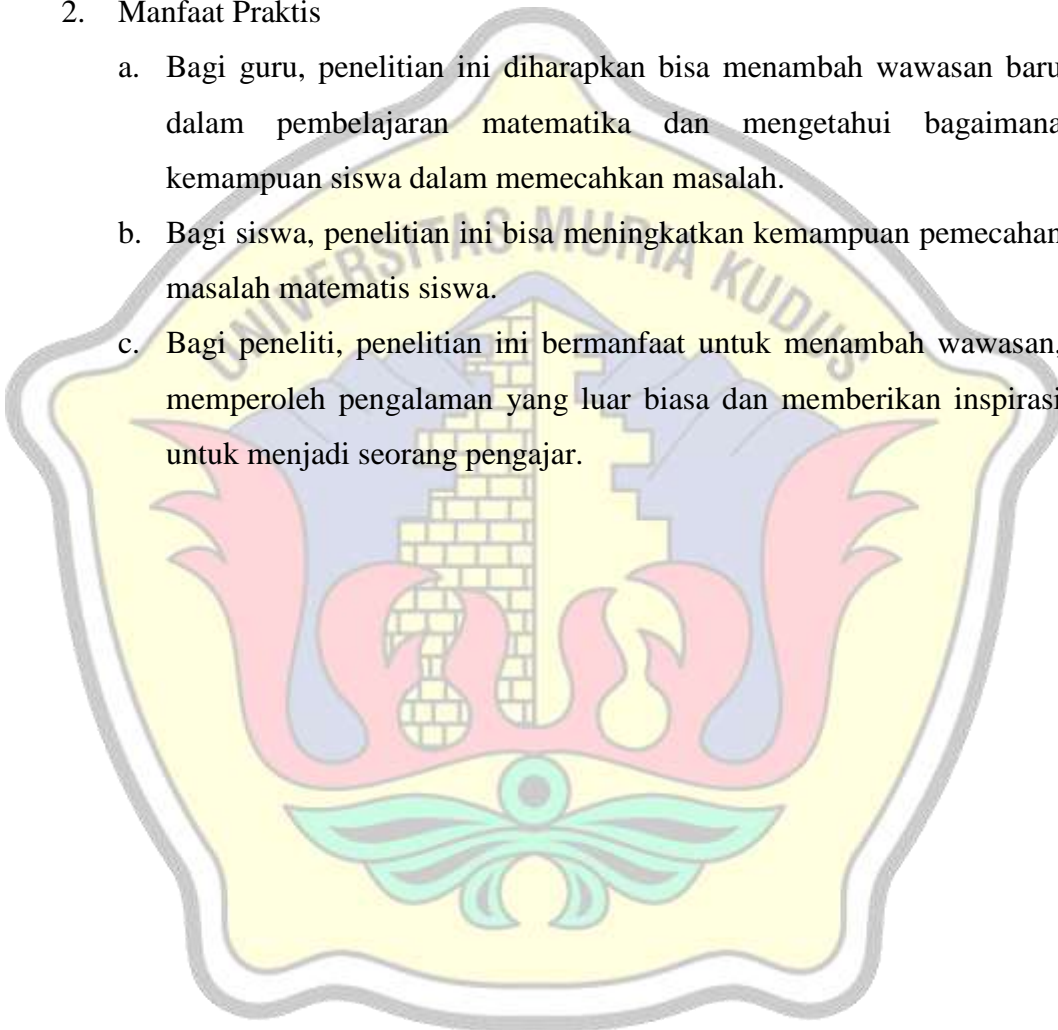 2. Manfaat Praktis
a. Bagi guru, penelitian ini diharapkan bisa menambah wawasan baru
dalam pembelajaran matematika dan mengetahui bagaimana
kemampuan siswa dalam memecahkan masalah.
b. Bagi siswa, penelitian ini bisa meningkatkan kemampuan pemecahan
masalah matematis siswa.
c. Bagi peneliti, penelitian ini bermanfaat untuk menambah wawasan,
memperoleh pengalaman yang luar biasa dan memberikan inspirasi
untuk menjadi seorang pengajar.
UNIVERSITAS MURIA KUDUS